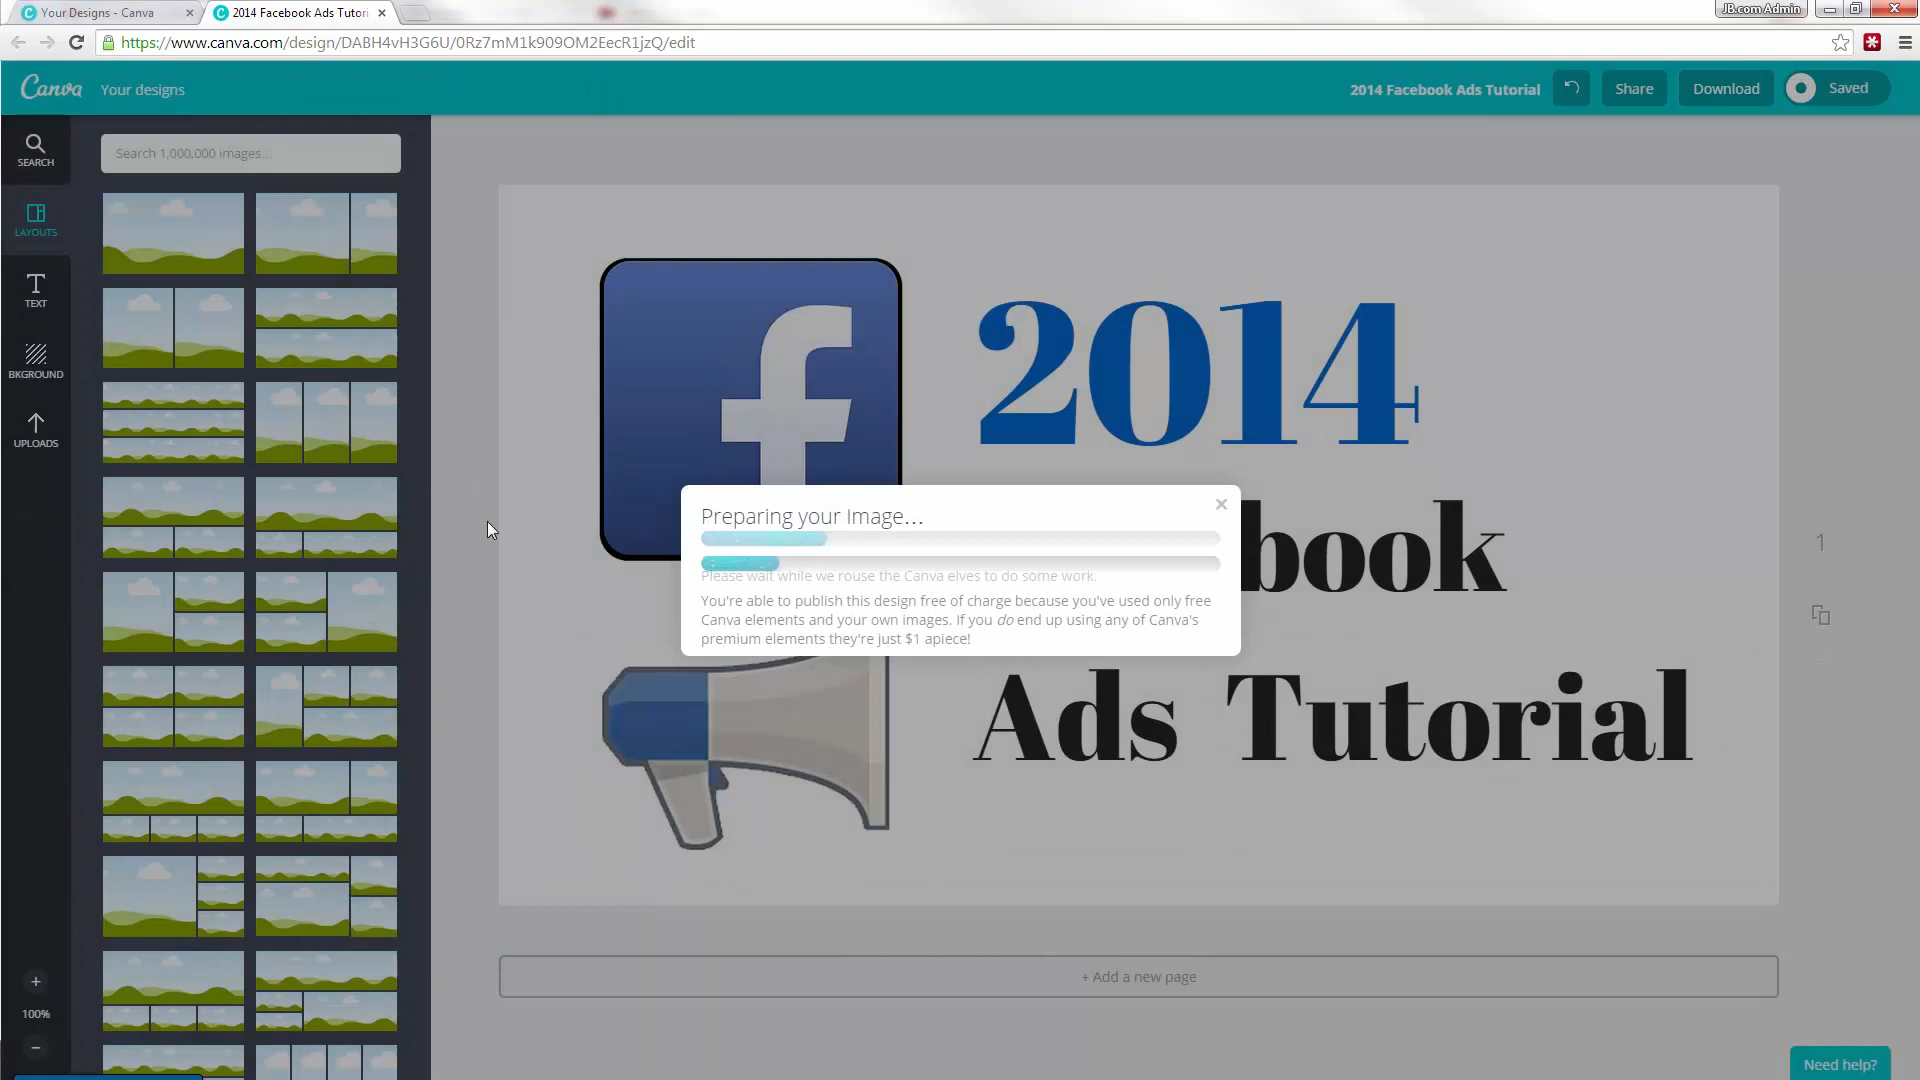 Your Designs - Canva
2014 Facebook Ads Tutori
JB.com Admin
https://www.canva.com/design/DABH4vH3G6U/0Rz7mM1k909OM2EecR1jzQ/edit
Canva
Your designs
2014 Facebook Ads Tutorial
Share
Download
Saved
SEARCH
Search 1,000,000 images...
LAYOUTS
TEXT
BKGROUND
UPLOADS
100%
f
2014
book
Ads Tutorial
Preparing your Image...
Please wait while we rouse the Canva elves to do some work.
You're able to publish this design free of charge because you've used only free
Canva elements and your own images. If you do end up using any of Canva's
premium elements they're just $1 apiece!
1
+ Add a new page
Need help?